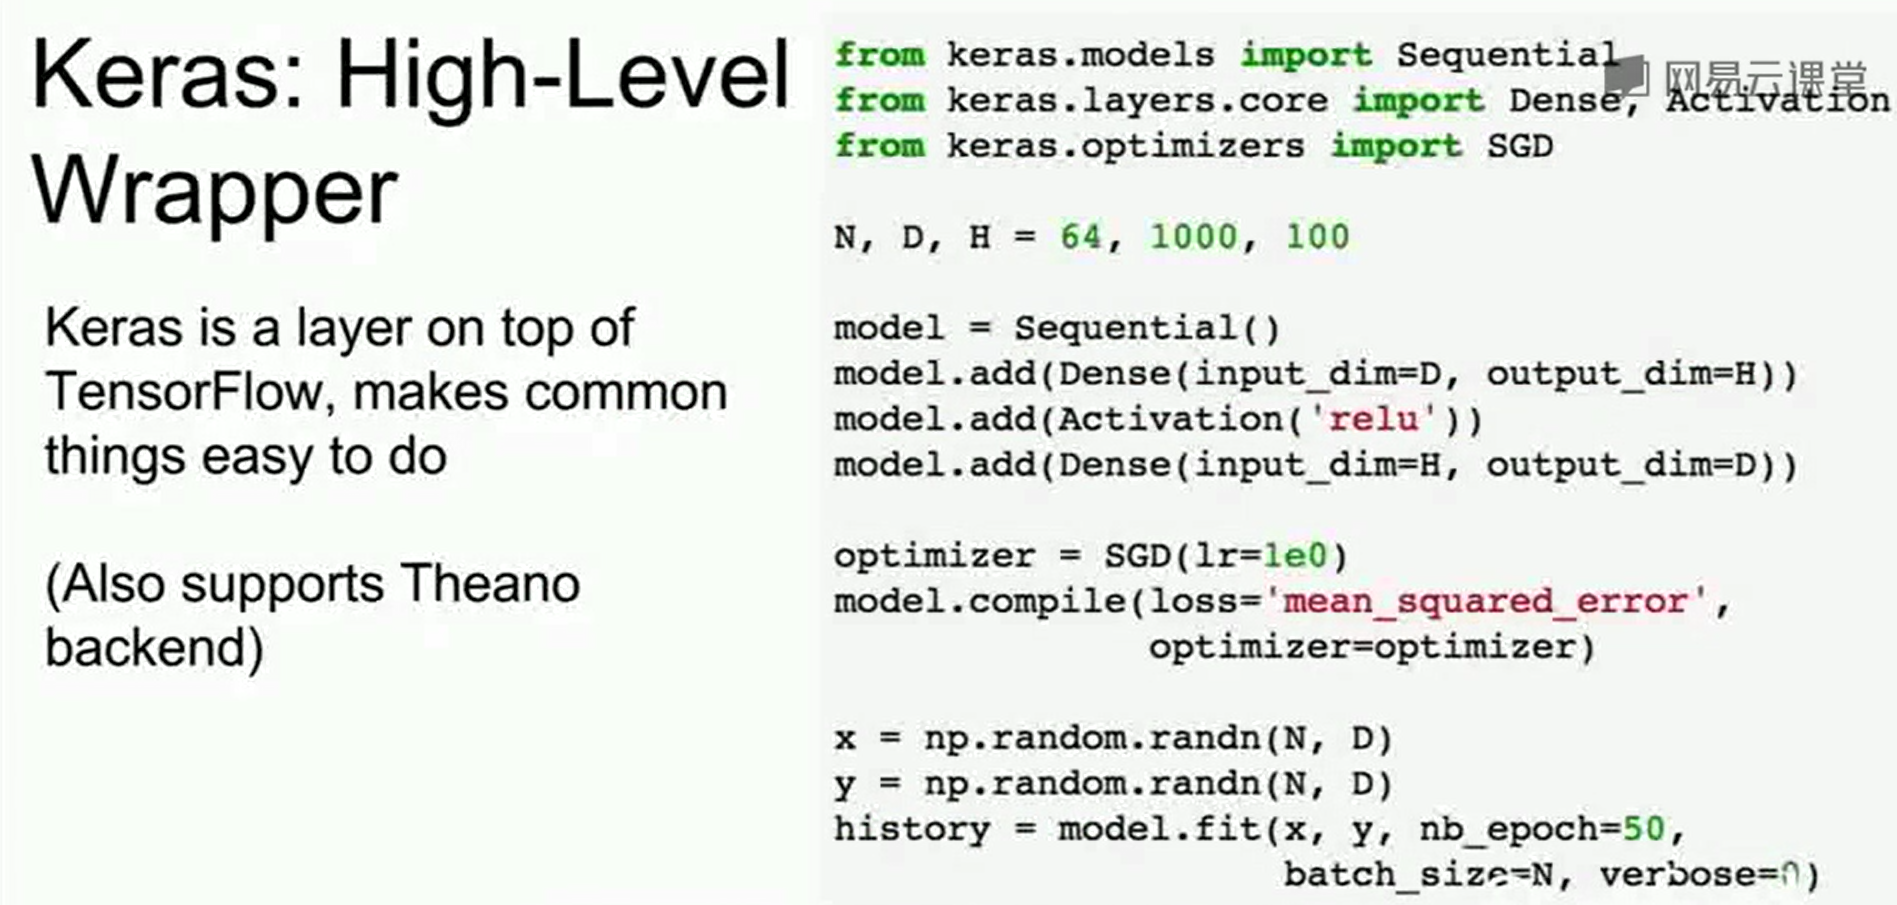 Keras: High-Level
Wrapper
Keras is a layer on top of
TensorFlow, makes common
things easy to do
(Also supports Theano
backend)
网易云课堂
from keras.models import Sequential
from keras.layers.core import Dense, Activation
from keras.optimizers import SGD
N, D, H = 64, 1000, 100
model = Sequential()
model.add(Dense(input_dim=D, output_dim=H))
model.add(Activation('relu'))
model.add(Dense(input_dim=H, output_dim=D))
optimizer = SGD(lr=1e0)
model.compile(loss='mean_squared_error',
optimizer=optimizer)
x = np.random.randn(N, D)
y = np.random.randn(N, D)
history = model.fit(x, y, nb_epoch=50,
batch_size=N, verbose=0)